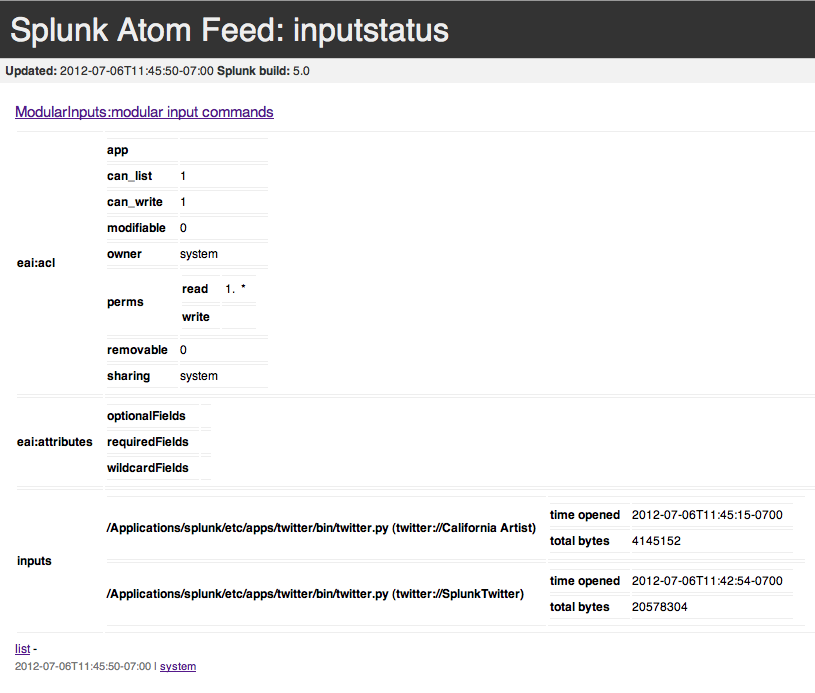 Splunk Atom Feed: inputstatus
Updated: 2012-07-06T11:45:50-07:00 Splunk build: 5.0
ModularInputs:modular input commands
eai:acl
app
can_list 1
can_write 1
modifiable 0
owner system
perms
read 1. *
write
removable 0
sharing system
eai:attributes
optionalFields
requiredFields
wildcardFields
inputs
/Applications/splunk/etc/apps/twitter/bin/twitter.py (twitter://California Artist)
time opened 2012-07-06T11:45:15-0700
total bytes 4145152
/Applications/splunk/etc/apps/twitter/bin/twitter.py (twitter://SplunkTwitter)
time opened 2012-07-06T11:42:54-0700
total bytes 20578304
list -
2012-07-06T11:45:50-07:00 | system